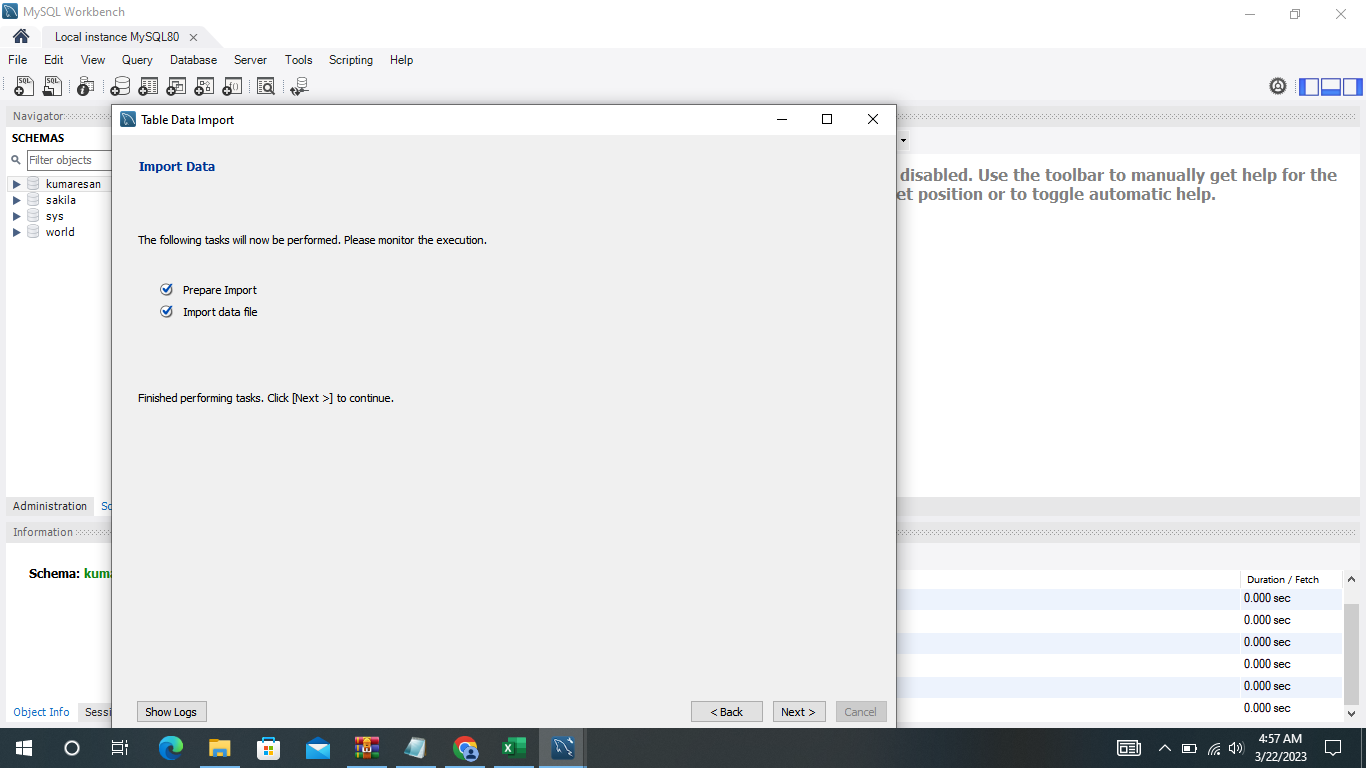 MySQL Workbench
Local instance MySQL80
File Edit View Query Database Server Tools Scripting Help
Navigator
SCHEMAS
Filter objects
kumaresan
sakila
sys
world
Administration
Information
Schema: kuma
Object Info Sessi
Table Data Import
Import Data
The following tasks will now be performed. Please monitor the execution.
Prepare Import
Import data file
Finished performing tasks. Click [Next >] to continue.
Show Logs
< Back Next > Cancel
disabled. Use the toolbar to manually get help for the
et position or to toggle automatic help.
Duration / Fetch
0.000 sec
0.000 sec
0.000 sec
0.000 sec
0.000 sec
0.000 sec
4:57 AM
3/22/2023